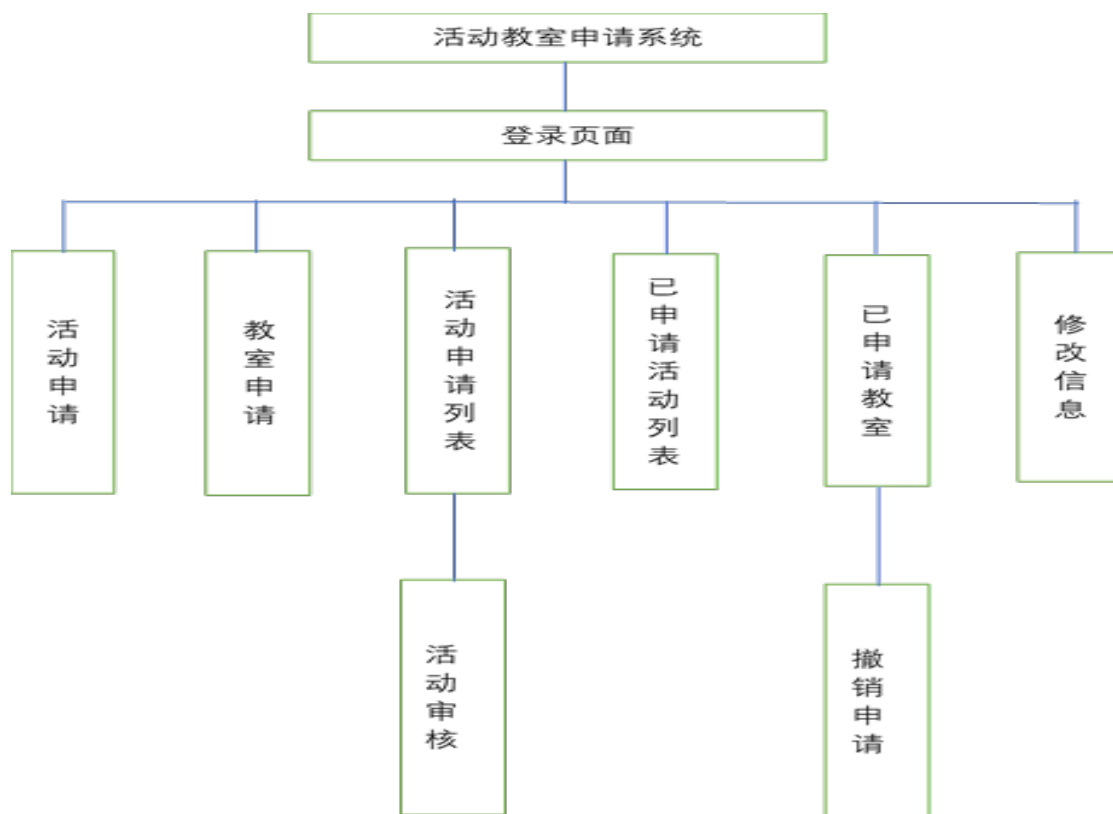 活动教室申请系统
登录页面
活动申请
教室申请
活动申请列表
已申请活动列表
已申请教室
修改信息
活动审核
撤销申请